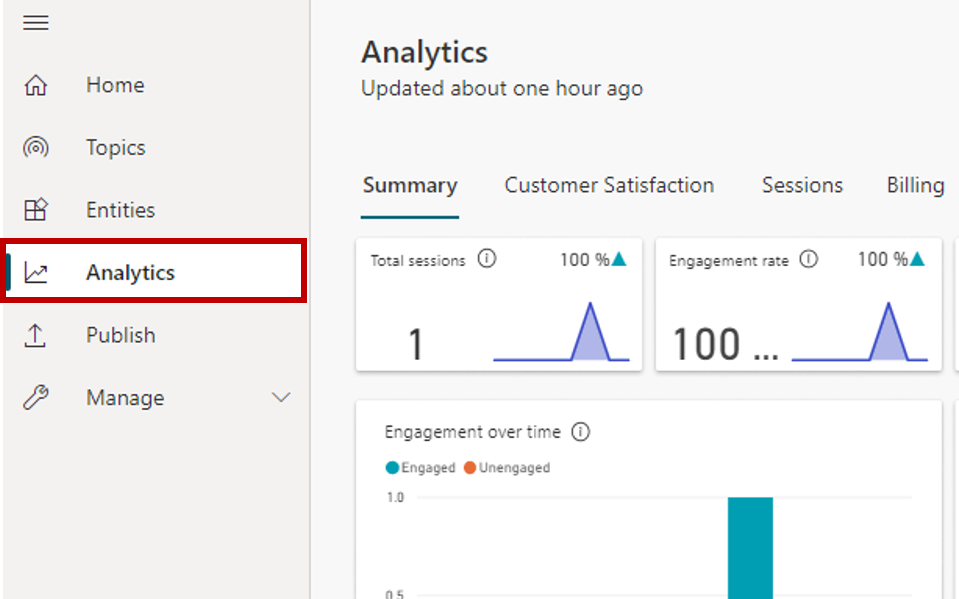 Home
Topics
Entities
Analytics
Publish
Manage
Analytics
Updated about one hour ago
Summary Customer Satisfaction Sessions Billing
Total sessions 100 %
1
Engagement rate 100 %
100 ...
Engagement over time
Engaged Unengaged
1.0
0.5